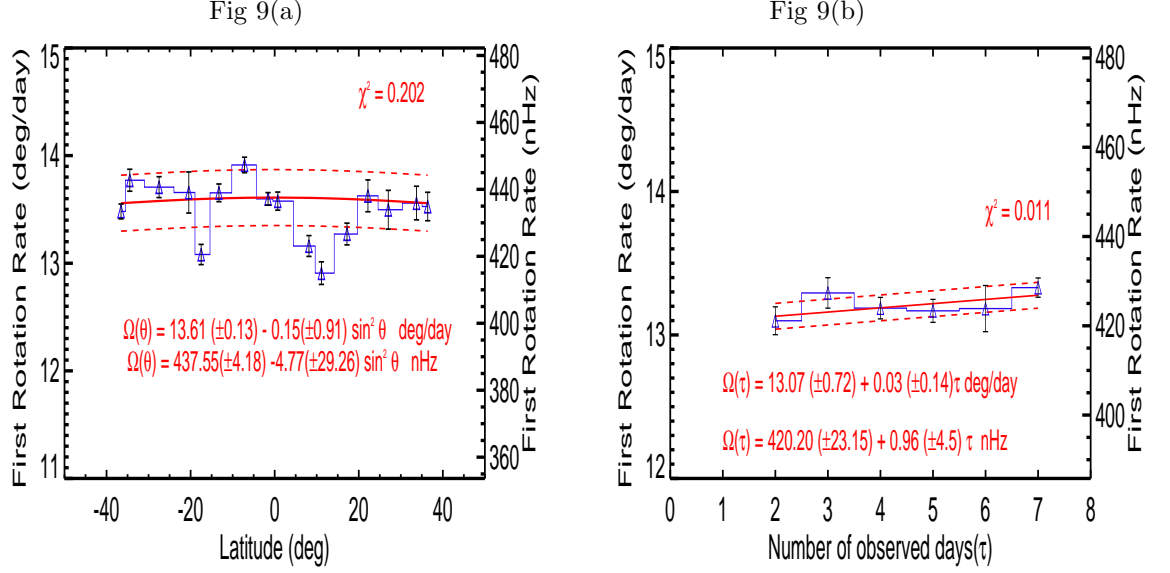 Fig 9(a)
First Rotation Rate (deg/day)
15
14
13
12
11
-40
-20
0
20
40
Latitude (deg)
480
460
440
420
400
380
360
First Rotation Rate (nHz)
χ² = 0.202
Ω(θ) = 13.61 (±0.13) - 0.15(±0.91) sin² θ deg/day
Ω(θ) = 437.55(±4.18) -4.77(±29.26) sin² θ nHz
Fig 9(b)
First Rotation Rate (deg/day)
15
14
13
12
0
1
2
3
4
5
6
7
8
Number of observed days(τ)
480
460
440
420
400
First Rotation Rate (nHz)
χ² = 0.011
Ω(τ) = 13.07 (±0.72) + 0.03 (±0.14)τ deg/day
Ω(τ) = 420.20 (±23.15) + 0.96 (±4.5) τ nHz